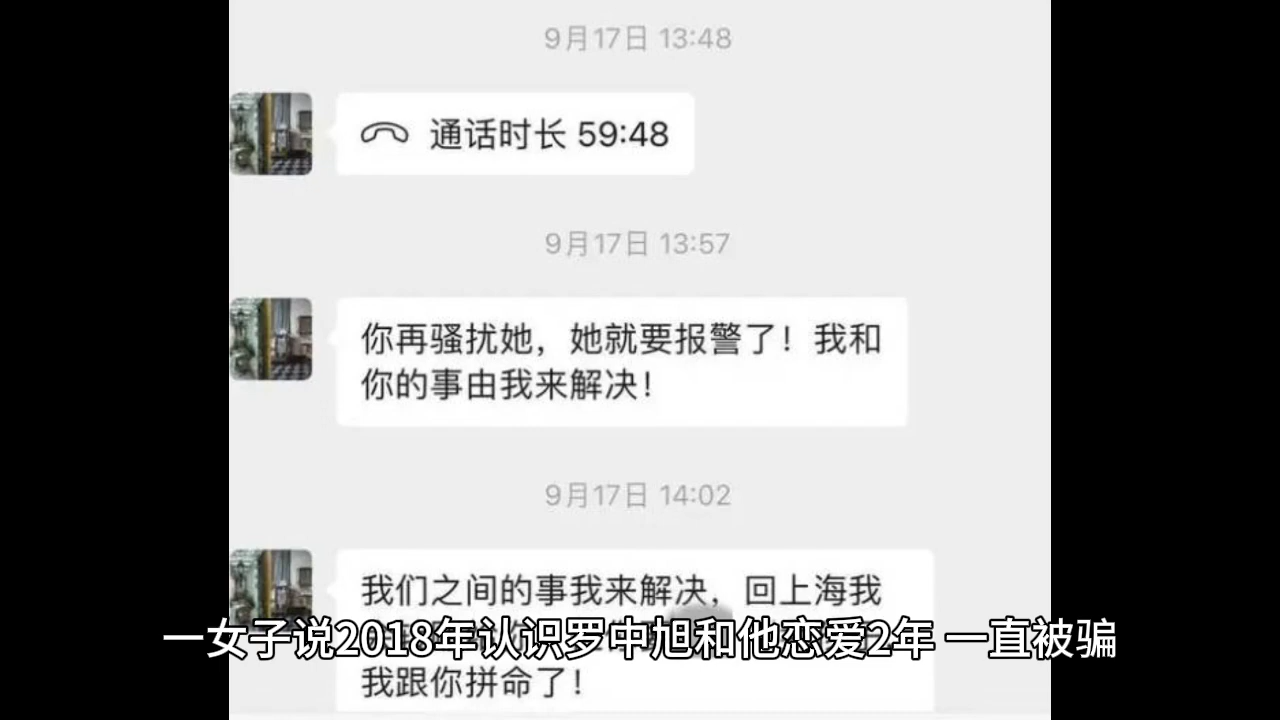 9月17日 13:48
通话时长 59:48
9月17日 13:57
你再骚扰她，她就要报警了！我和
你的事由我来解决！
9月17日 14:02
我们之间的事我来解决，回上海我
一女子说2018年认识罗中旭和他恋爱2年 一直被骗
我跟你拼命了！